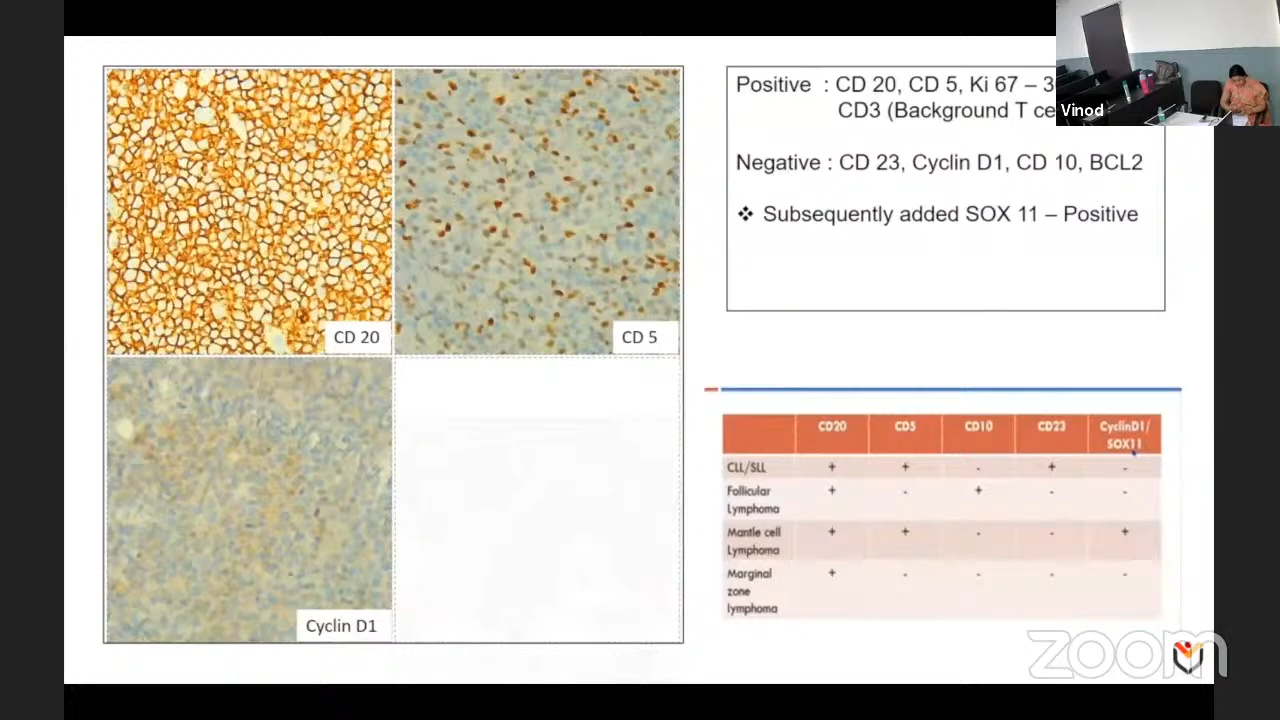 Positive : CD 20, CD 5, Ki 67 – 3
CD3 (Background T ce
Vinod
Negative : CD 23, Cyclin D1, CD 10, BCL2
❖ Subsequently added SOX 11 – Positive
CD 20
CD 5
Cyclin D1
CD20 CD5 CD10 CD23 CyclinD1/
SOX11
CLL/SLL + + - + -
Follicular + - + - -
Lymphoma
Mantle cell + + - - +
Lymphoma
Marginal + - - - -
zone
lymphoma
zoom